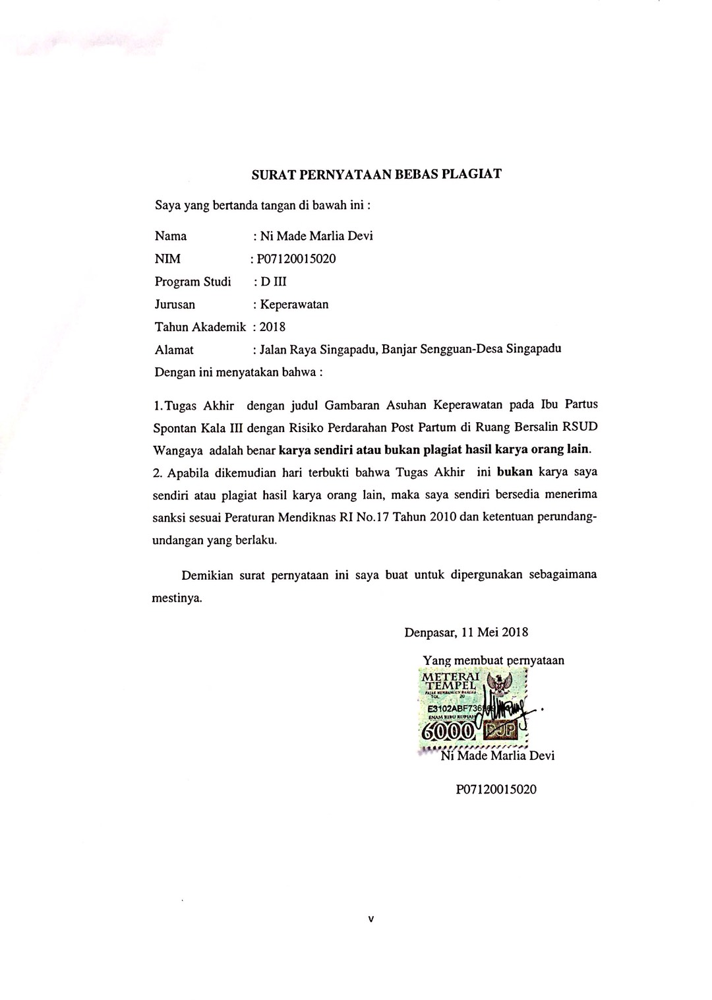 SURAT PERNYATAAN BEBAS PLAGIAT
Saya yang bertanda tangan di bawah ini :
Nama : Ni Made Marlia Devi
NIM : P07120015020
Program Studi : D III
Jurusan : Keperawatan
Tahun Akademik : 2018
Alamat : Jalan Raya Singapadu, Banjar Sengguan-Desa Singapadu
Dengan ini menyatakan bahwa :
1.Tugas Akhir dengan judul Gambaran Asuhan Keperawatan pada Ibu Partus
Spontan Kala III dengan Risiko Perdarahan Post Partum di Ruang Bersalin RSUD
Wangaya adalah benar karya sendiri atau bukan plagiat hasil karya orang lain.
2. Apabila dikemudian hari terbukti bahwa Tugas Akhir ini bukan karya saya
sendiri atau plagiat hasil karya orang lain, maka saya sendiri bersedia menerima
sanksi sesuai Peraturan Mendiknas RI No.17 Tahun 2010 dan ketentuan perundang-
undangan yang berlaku.
Demikian surat pernyataan ini saya buat untuk dipergunakan sebagaimana
mestinya.
Denpasar, 11 Mei 2018
Yang membuat pernyataan
METERAI
TEMPEL
PAJAK MEMBANGUN BANGSA
TGL 20
ENAM RIBU RUPIAH
6000 DJP
Ni Made Marlia Devi
P07120015020
v